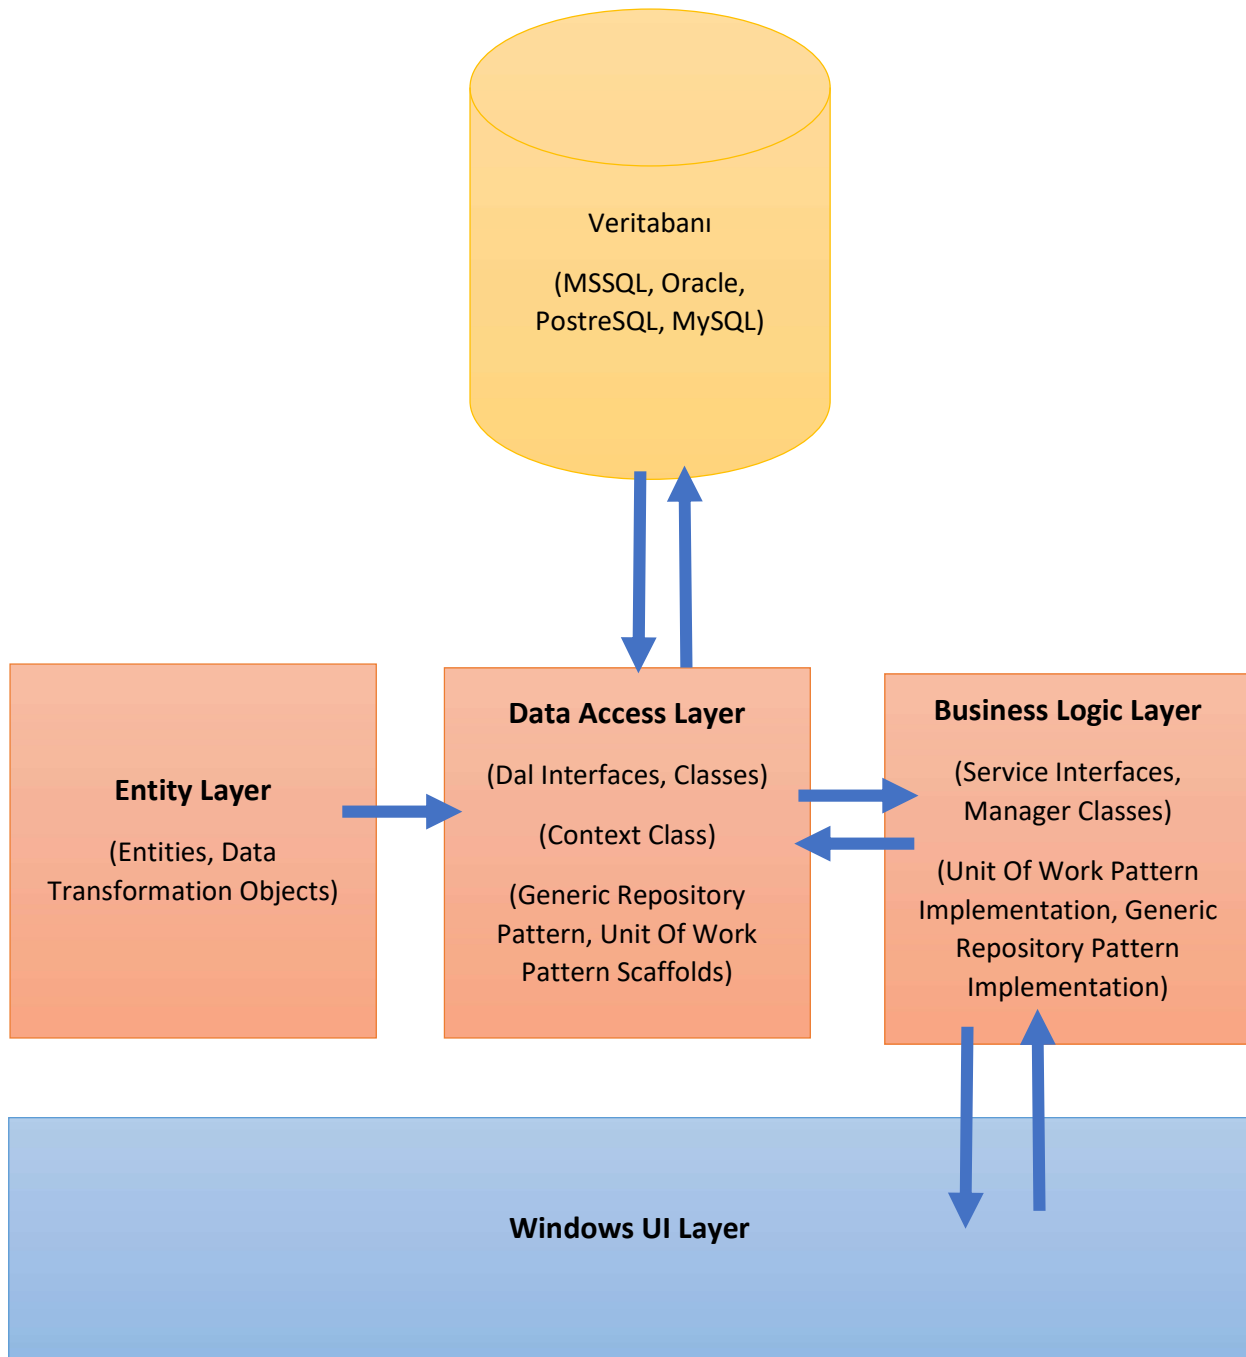 Veritabanı
(MSSQL, Oracle,
PostreSQL, MySQL)
Entity Layer
(Entities, Data
Transformation Objects)
Data Access Layer
(Dal Interfaces, Classes)
(Context Class)
(Generic Repository
Pattern, Unit Of Work
Pattern Scaffolds)
Business Logic Layer
(Service Interfaces,
Manager Classes)
(Unit Of Work Pattern
Implementation, Generic
Repository Pattern
Implementation)
Windows UI Layer